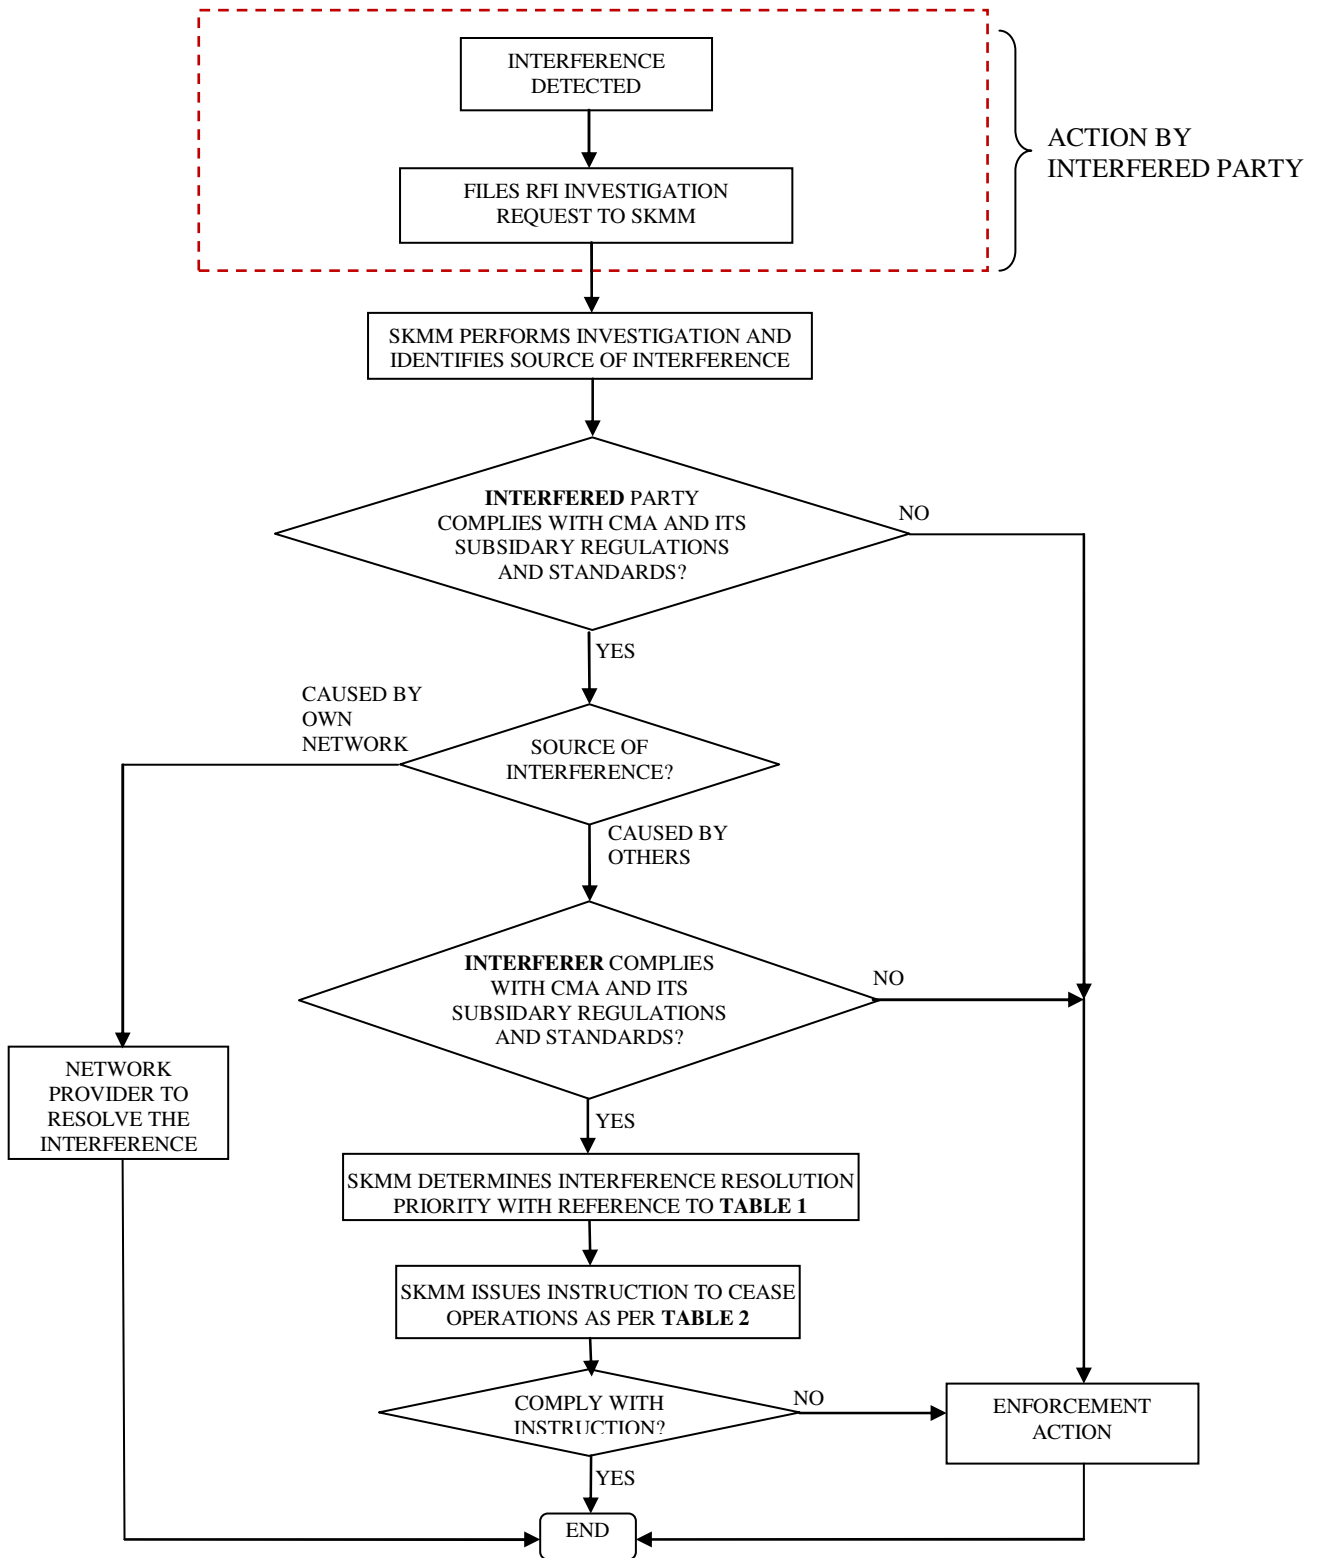 INTERFERENCE
DETECTED
ACTION BY
INTERFERED PARTY
FILES RFI INVESTIGATION
REQUEST TO SKMM
SKMM PERFORMS INVESTIGATION AND
IDENTIFIES SOURCE OF INTERFERENCE
INTERFERED PARTY
COMPLIES WITH CMA AND ITS
SUBSIDARY REGULATIONS
AND STANDARDS?
NO
YES
CAUSED BY
OWN
NETWORK
SOURCE OF
INTERFERENCE?
CAUSED BY
OTHERS
INTERFERER COMPLIES
WITH CMA AND ITS
SUBSIDARY REGULATIONS
AND STANDARDS?
NO
NETWORK
PROVIDER TO
RESOLVE THE
INTERFERENCE
YES
SKMM DETERMINES INTERFERENCE RESOLUTION
PRIORITY WITH REFERENCE TO TABLE 1
SKMM ISSUES INSTRUCTION TO CEASE
OPERATIONS AS PER TABLE 2
COMPLY WITH
INSTRUCTION?
NO
ENFORCEMENT
ACTION
YES
END